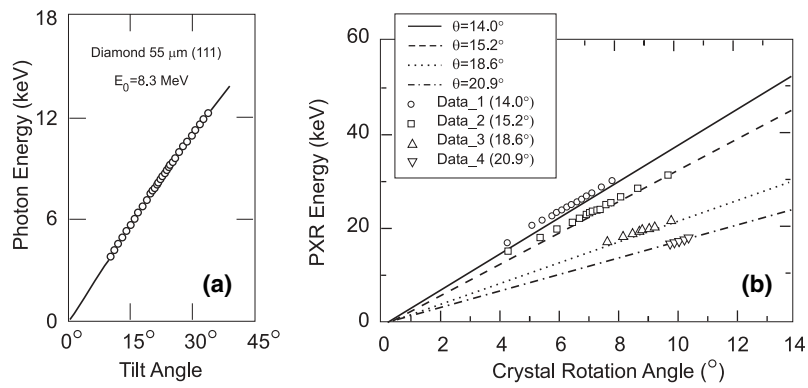 18
12
6
0
Photon Energy (keV)
Diamond 55 μm (111)
E0=8.3 MeV
(a)
0° 15° 30° 45°
Tilt Angle
60
40
20
0
PXR Energy (keV)
θ=14.0°
θ=15.2°
θ=18.6°
θ=20.9°
Data_1 (14.0°)
Data_2 (15.2°)
Data_3 (18.6°)
Data_4 (20.9°)
(b)
0 2 4 6 8 10 12 14
Crystal Rotation Angle (°)